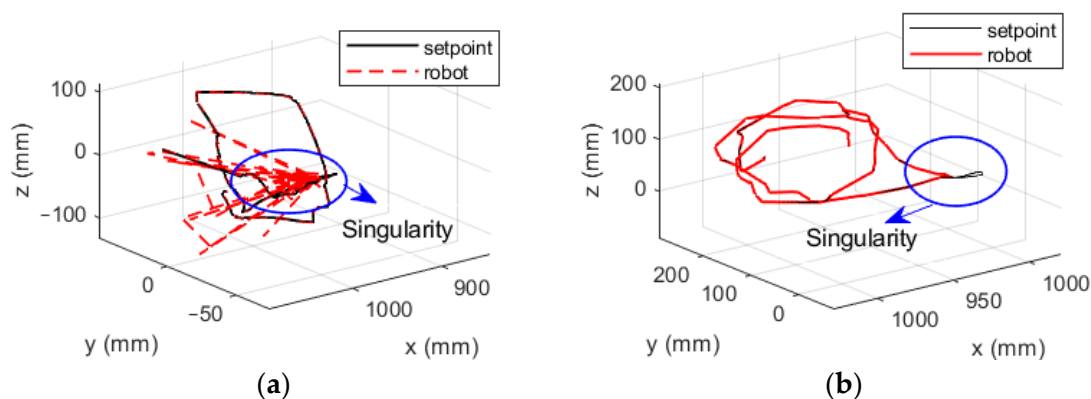 setpoint
robot
100
0
−100
z (mm)
Singularity
0
−50
y (mm)
1000
900
x (mm)
(a)
setpoint
robot
200
100
0
z (mm)
Singularity
200
100
0
y (mm)
1000
950
1000
x (mm)
(b)